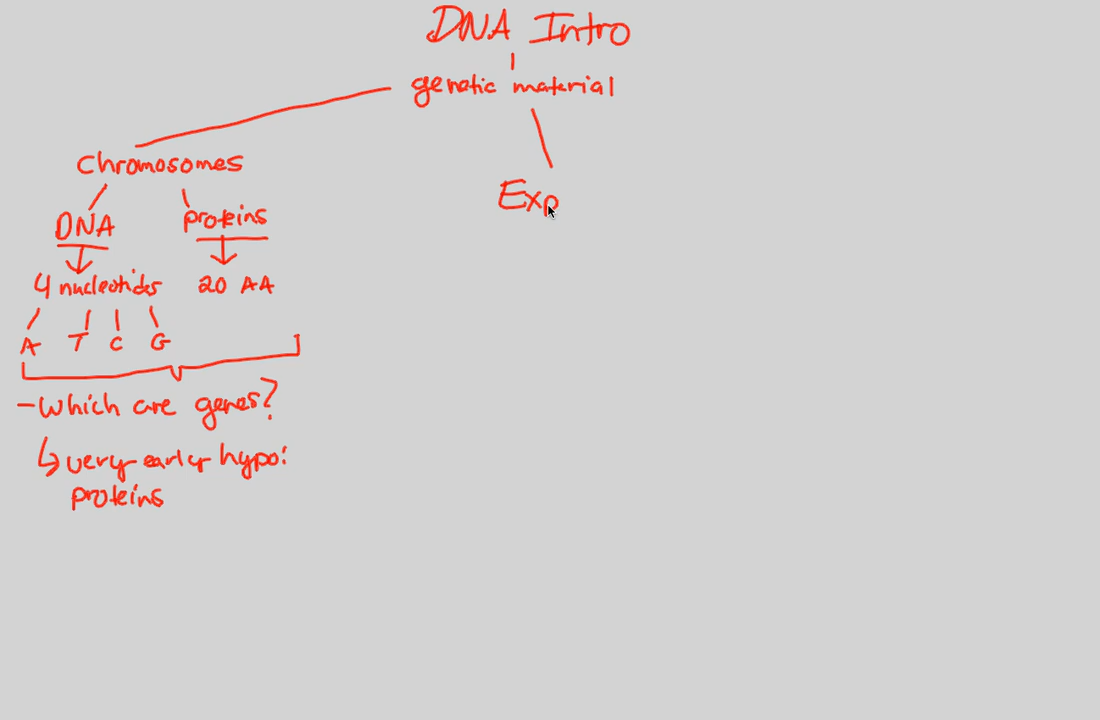 DNA Intro
genetic material
Chromosomes
DNA proteins
4 nucleotides 20 AA
A T C G
-Which are genes?
↳ very early hypo:
proteins
Exp